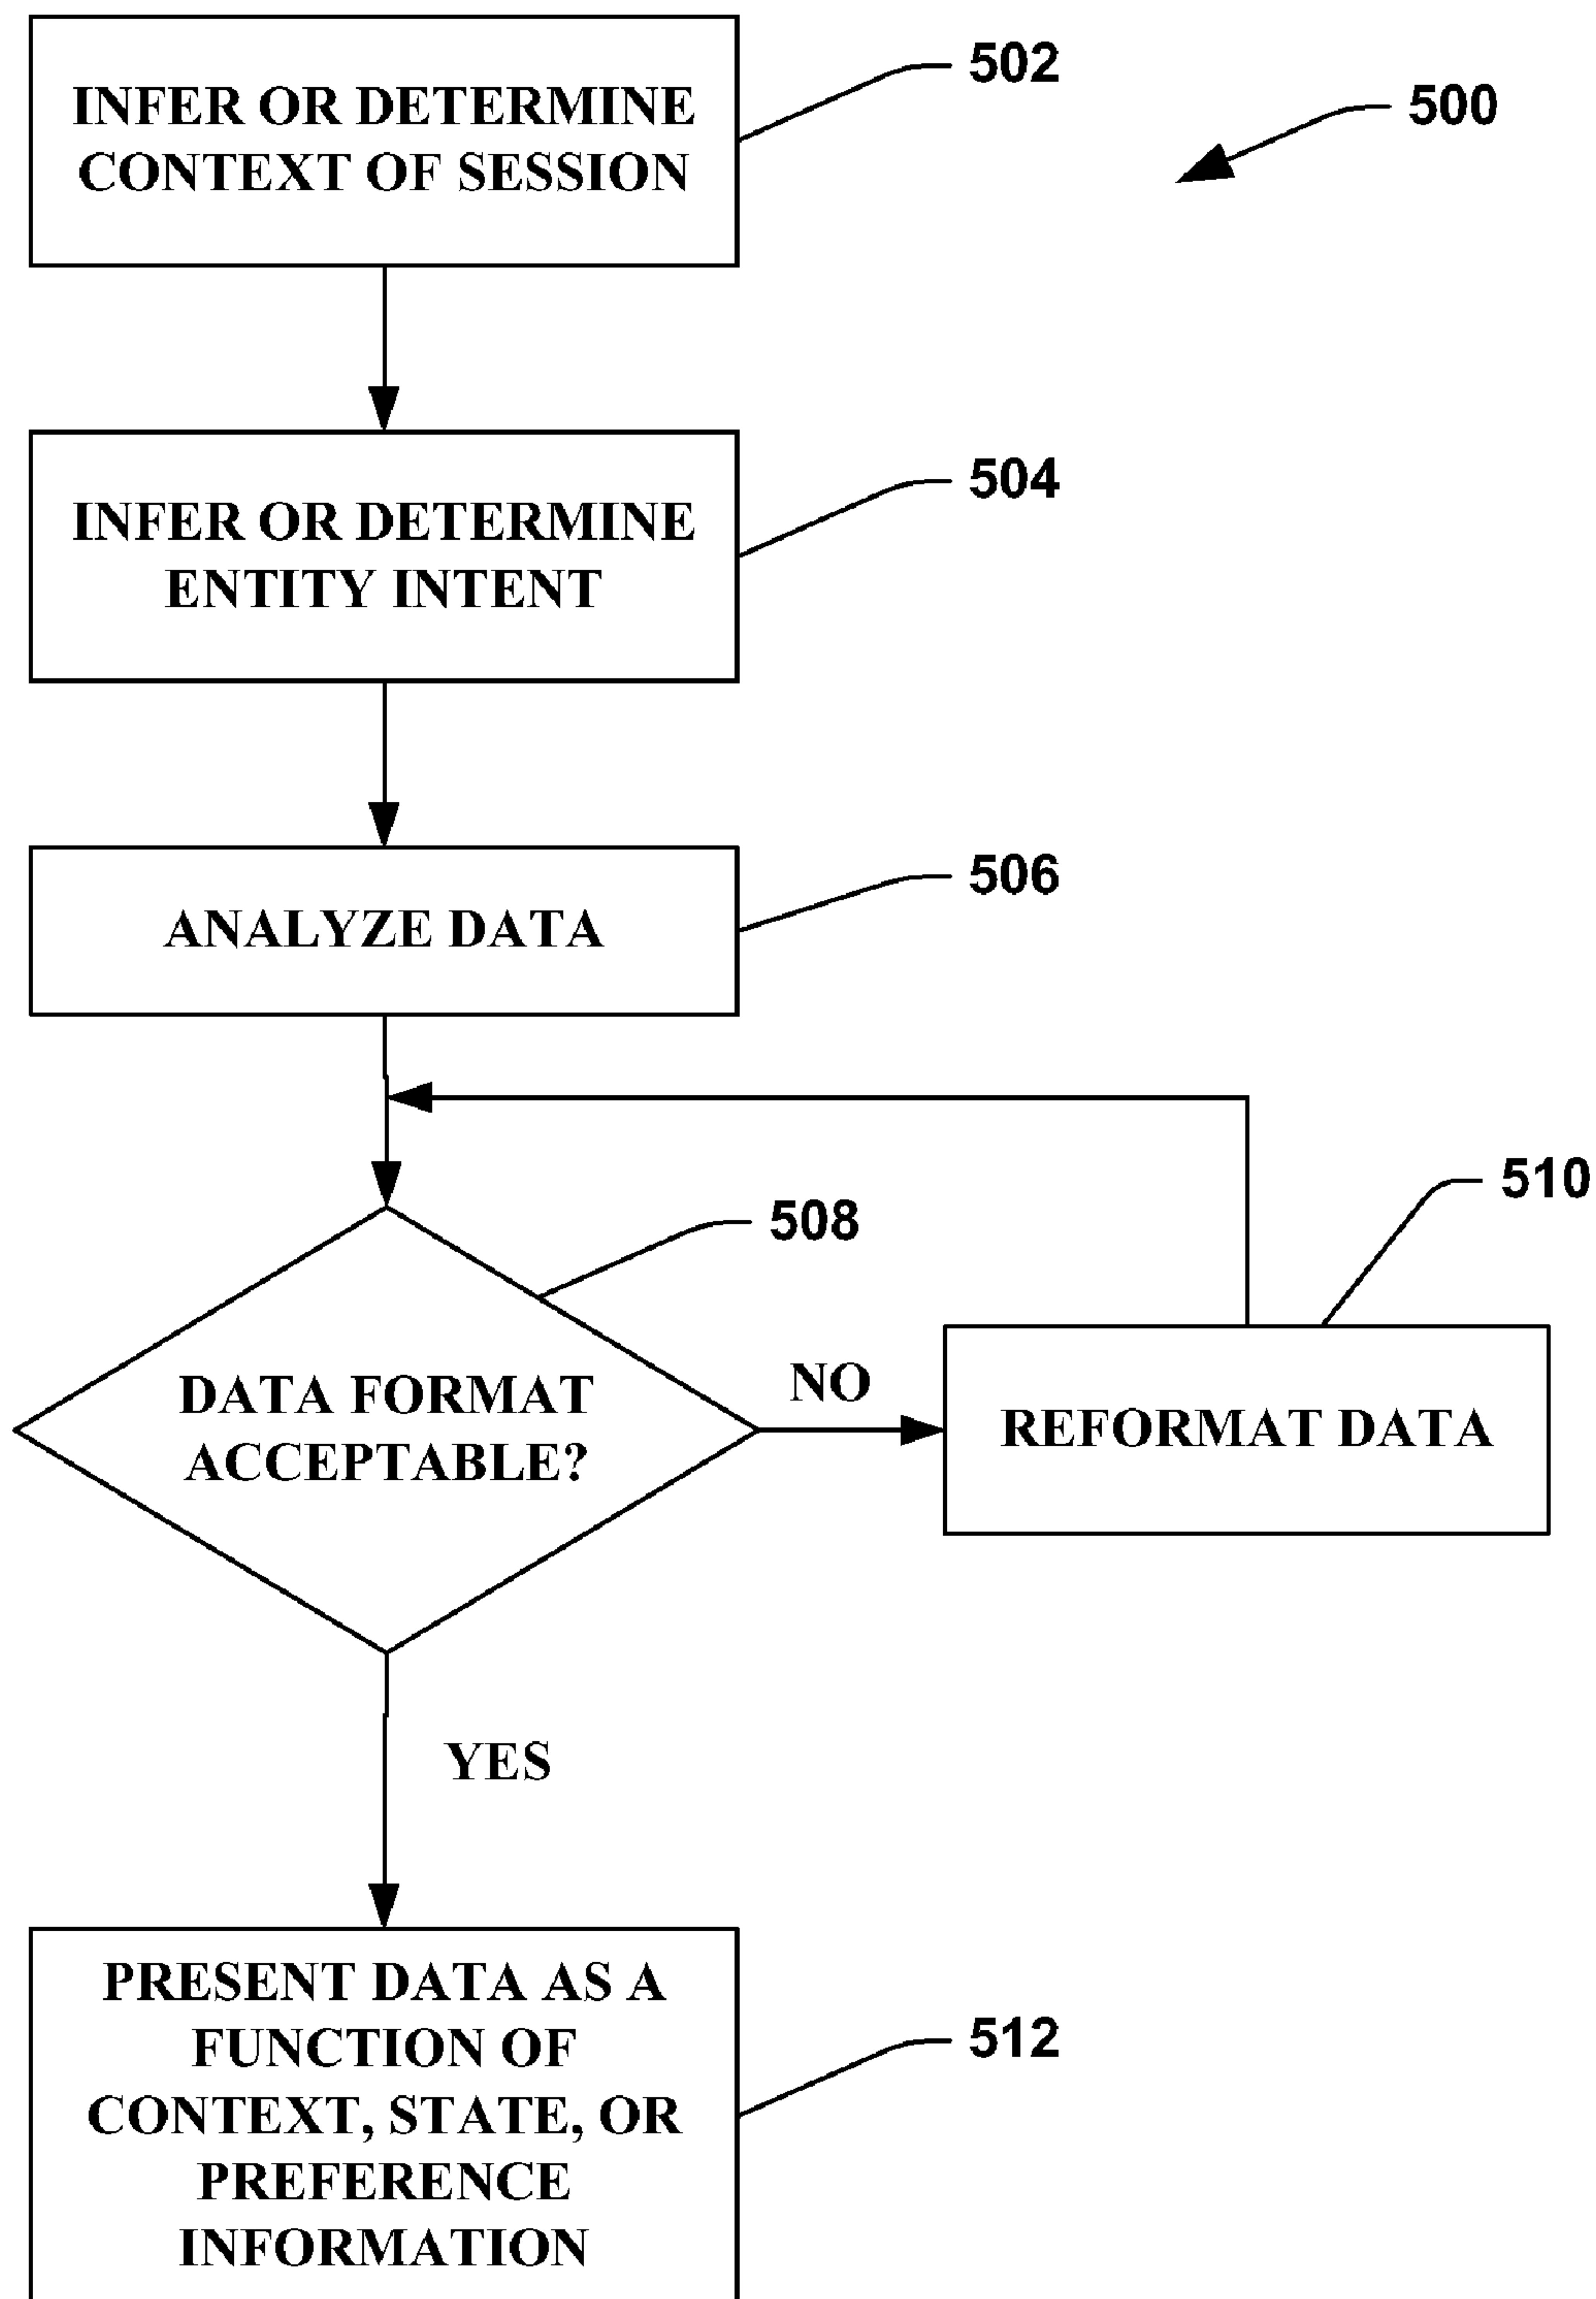 502
500
INFER OR DETERMINE
CONTEXT OF SESSION
504
INFER OR DETERMINE
ENTITY INTENT
506
ANALYZE DATA
510
508
NO
DATA FORMAT
ACCEPTABLE?
REFORMAT DATA
YES
PRESENT DATA AS A
FUNCTION OF
CONTEXT, STATE, OR
PREFERENCE
INFORMATION
512